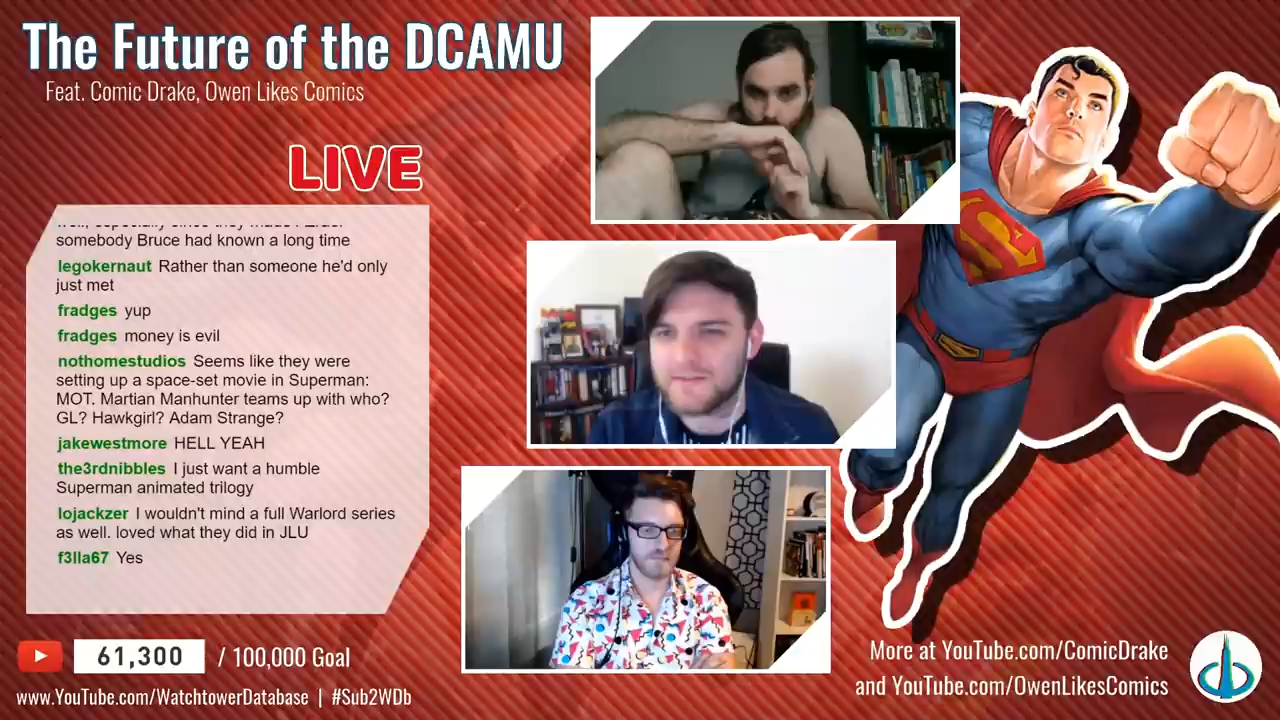 The Future of the DCAMU
Feat. Comic Drake, Owen Likes Comics
LIVE
somebody Bruce had known a long time
legokernaut Rather than someone he'd only
just met
fradges yup
fradges money is evil
nothomestudios Seems like they were
setting up a space-set movie in Superman:
MOT. Martian Manhunter teams up with who?
GL? Hawkgirl? Adam Strange?
jakewestmore HELL YEAH
the3rdnibbles I just want a humble
Superman animated trilogy
lojackzer I wouldn't mind a full Warlord series
as well. loved what they did in JLU
f3lla67 Yes
61,300 / 100,000 Goal
www.YouTube.com/WatchtowerDatabase | #Sub2WDb
More at YouTube.com/ComicDrake
and YouTube.com/OwenLikesComics